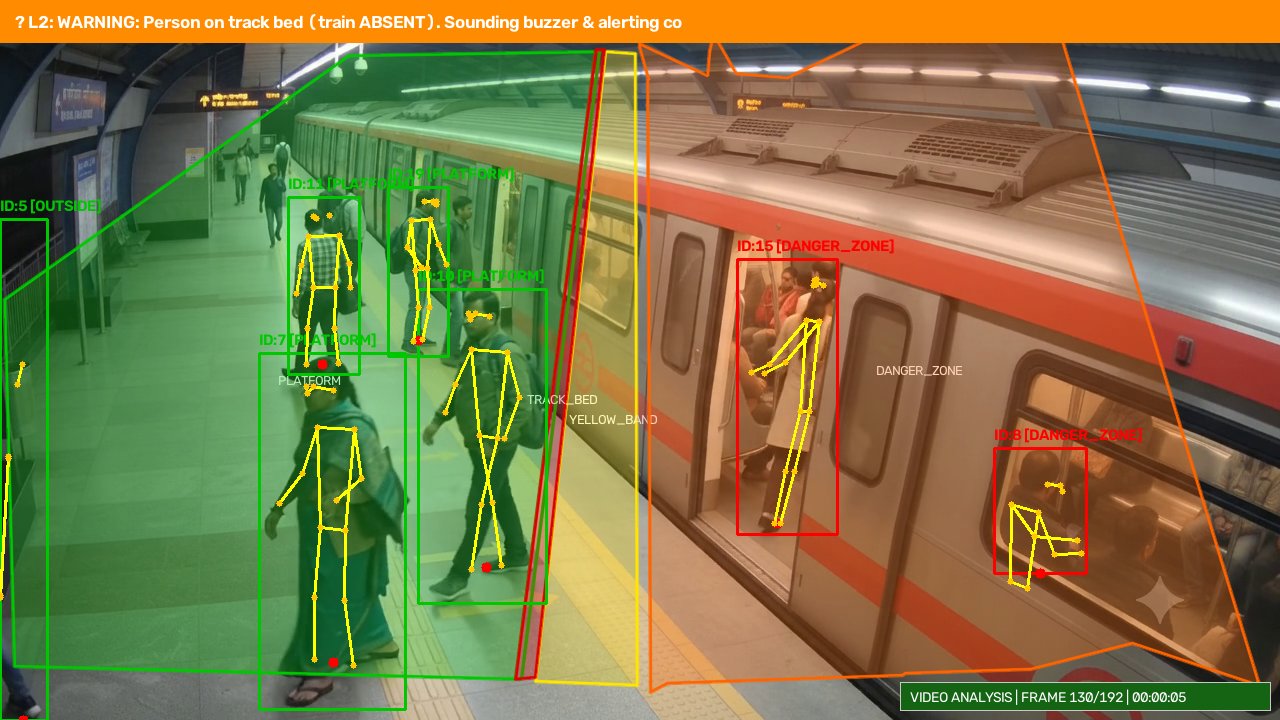 ? L2: WARNING: Person on track bed (train ABSENT). Sounding buzzer & alerting co
ID:11 [PLATFORM]
[PLATFORM]
ID:5 [OUTSIDE]
ID:15 [DANGER_ZONE]
ID:10 [PLATFORM]
ID:7 [PLATFORM]
PLATFORM
DANGER_ZONE
TRACK_BED
YELLOW_BAND
ID:8 [DANGER_ZONE]
VIDEO ANALYSIS | FRAME 130/192 | 00:00:05